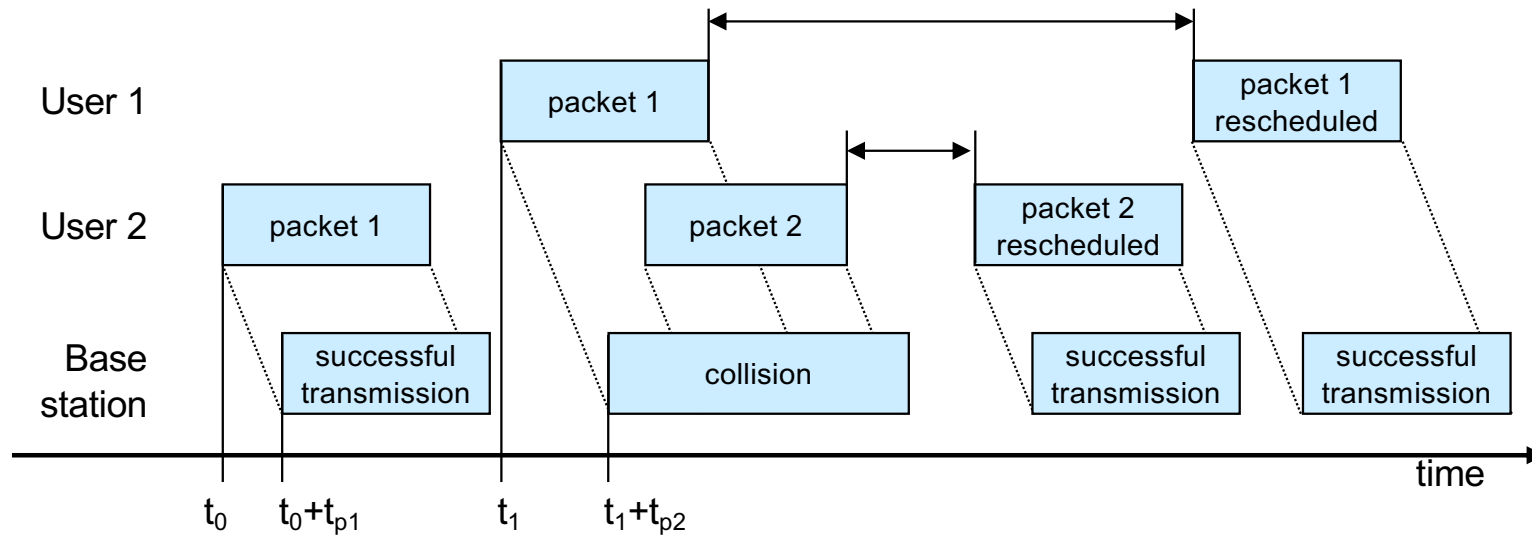 User 1
packet 1
packet 1
rescheduled
User 2
packet 1
packet 2
packet 2
rescheduled
Base
station
successful
transmission
collision
successful
transmission
successful
transmission
time
t₀
t₀+tₚ₁
t₁
t₁+tₚ₂